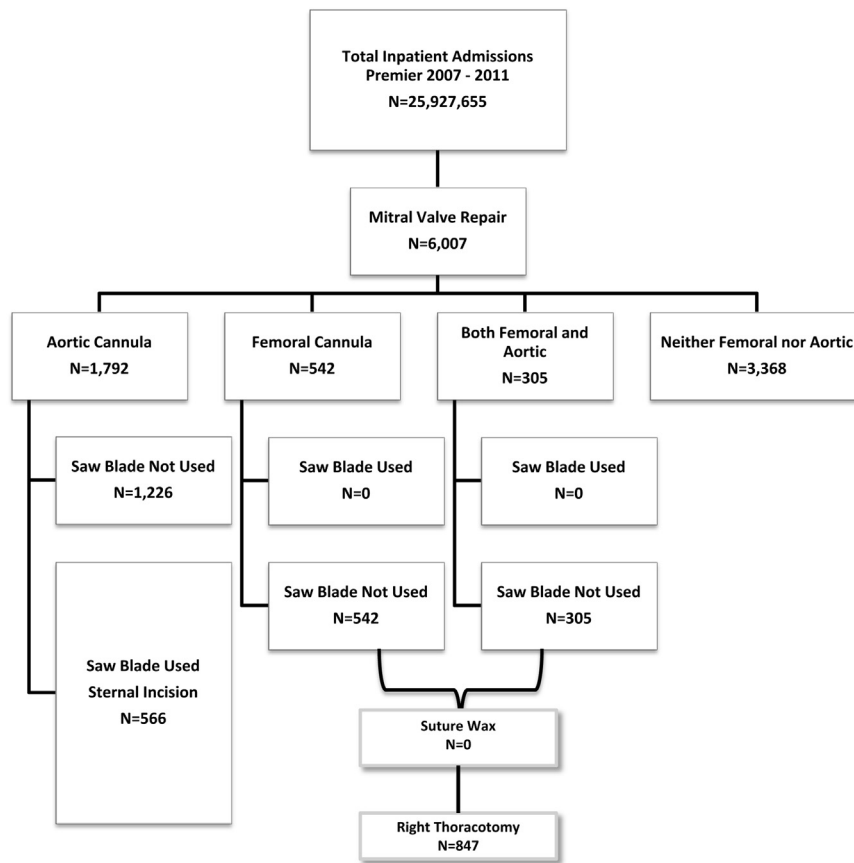 Total Inpatient Admissions
Premier 2007 - 2011
N=25,927,655
Mitral Valve Repair
N=6,007
Aortic Cannula
N=1,792
Femoral Cannula
N=542
Both Femoral and
Aortic
N=305
Neither Femoral nor Aortic
N=3,368
Saw Blade Not Used
N=1,226
Saw Blade Used
N=0
Saw Blade Used
N=0
Saw Blade Used
Sternal Incision
N=566
Saw Blade Not Used
N=542
Saw Blade Not Used
N=305
Suture Wax
N=0
Right Thoracotomy
N=847